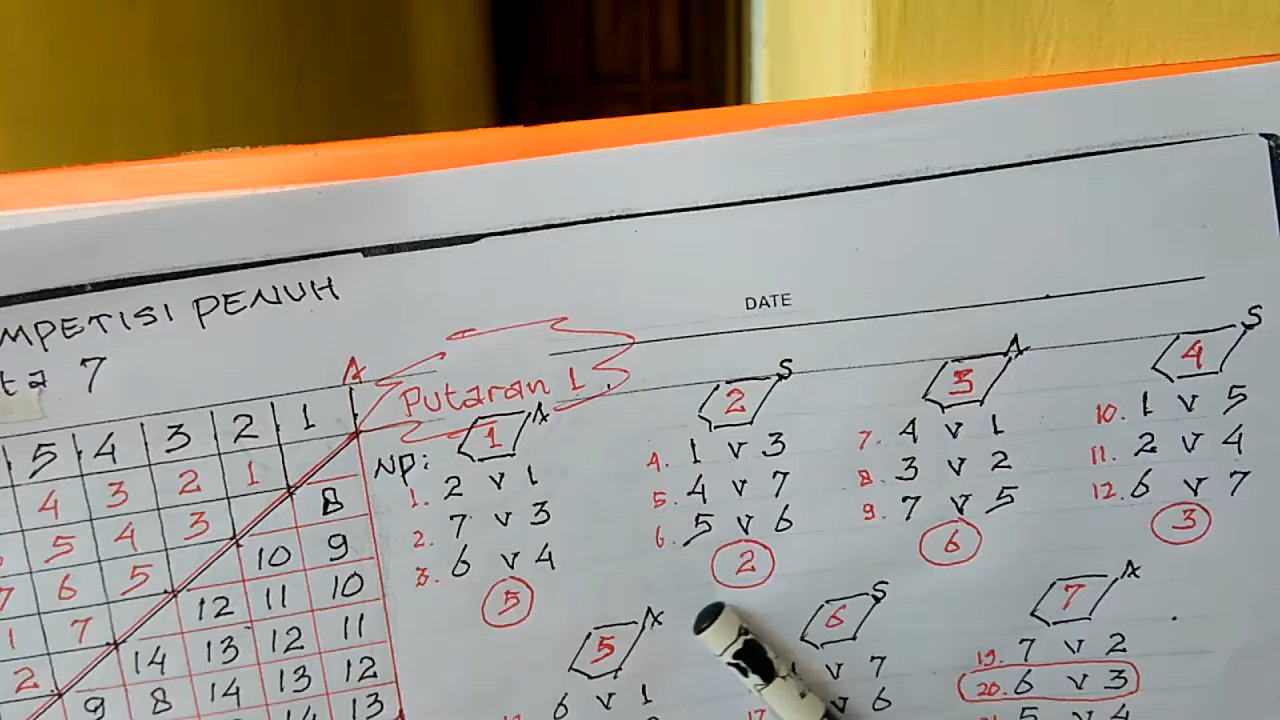 MPETISI PENUH
ta 7
DATE
A
Putaran 1
5 4 3 2 1
4 3 2 1
5 4 3 8
7 6 5 10 9
1 7 12 11 10
2 14 13 12 11
9 8 14 13 12
14 13
NP:
1 A
1. 2 v 1
2. 7 v 3
3. 6 v 4
5
2 S
4. 1 v 3
5. 4 v 7
6. 5 v 6
2
3 A
7. 4 v 1
8. 3 v 2
9. 7 v 5
6
4 S
10. 1 v 5
11. 2 v 4
12. 6 v 7
3
5 A
6 v 1
6 S
v 7
17 v 6
7 A
19. 7 v 2
20. 6 v 3
5 v 4